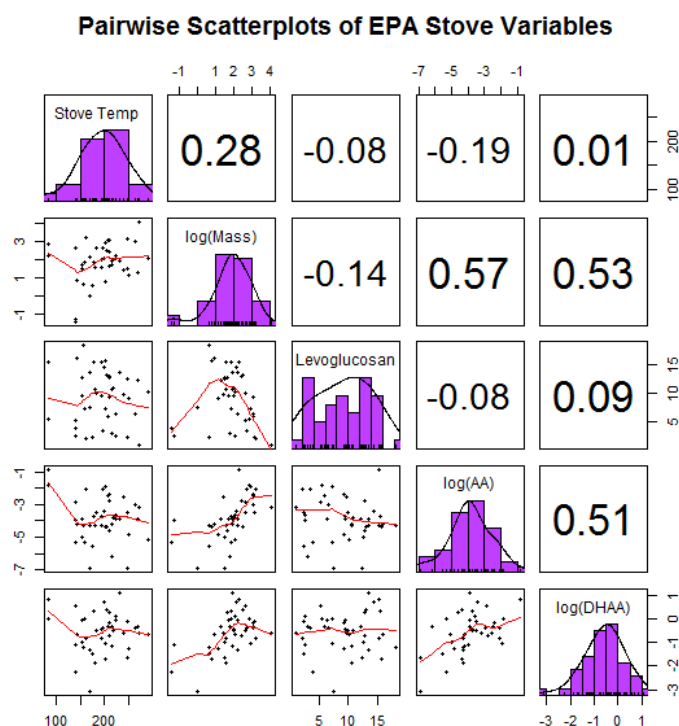 Pairwise Scatterplots of EPA Stove Variables
-1 1 2 3 4
-7 -5 -3 -1
Stove Temp
0.28
-0.08
-0.19
0.01
100 200
-1 1 3
log(Mass)
-0.14
0.57
0.53
Levoglucosan
-0.08
0.09
5 10 15
-7 -5 -3 -1
log(AA)
0.51
log(DHAA)
-3 -2 -1 0 1
100 200
5 10 15
-3 -2 -1 0 1